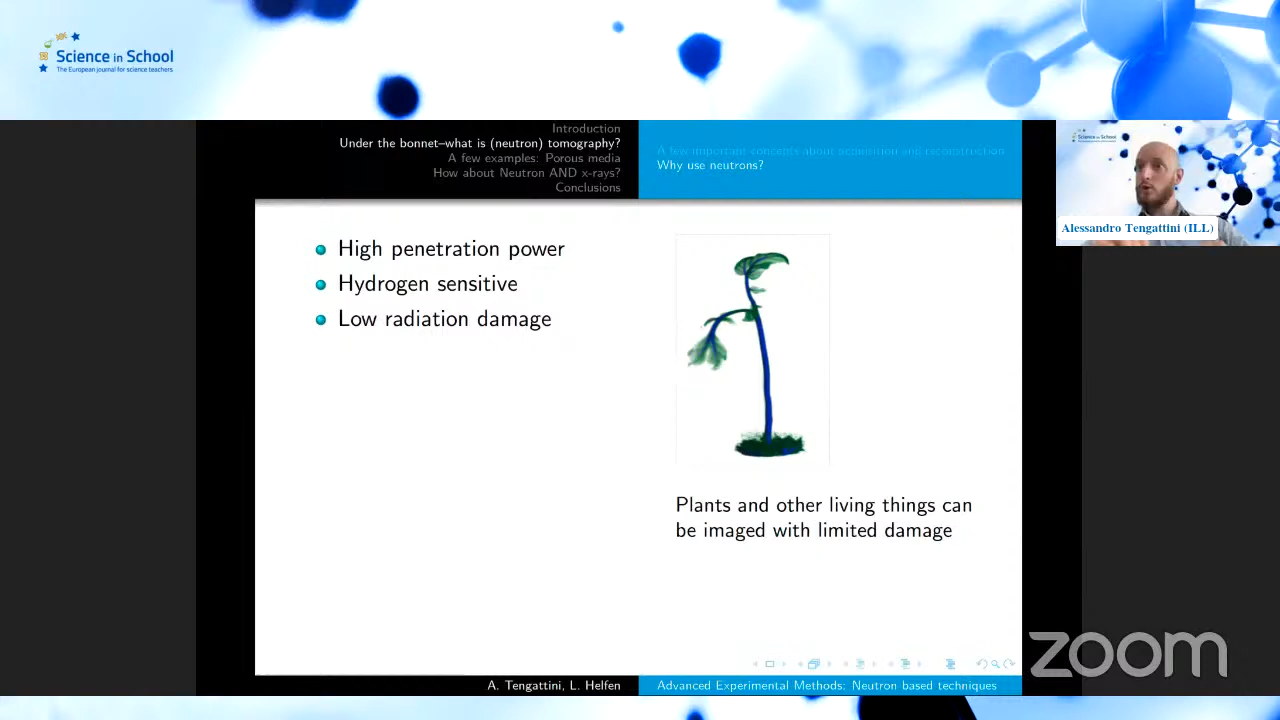 Science in School
The European journal for science teachers
Introduction
Under the bonnet–what is (neutron) tomography?
A few examples: Porous media
How about Neutron AND x-rays?
Conclusions
A few important concepts about acquisition and reconstruction
Why use neutrons?
Science in School
Alessandro Tengattini (ILL)
High penetration power
Hydrogen sensitive
Low radiation damage
Plants and other living things can
be imaged with limited damage
zoom
A. Tengattini, L. Helfen
Advanced Experimental Methods: Neutron based techniques